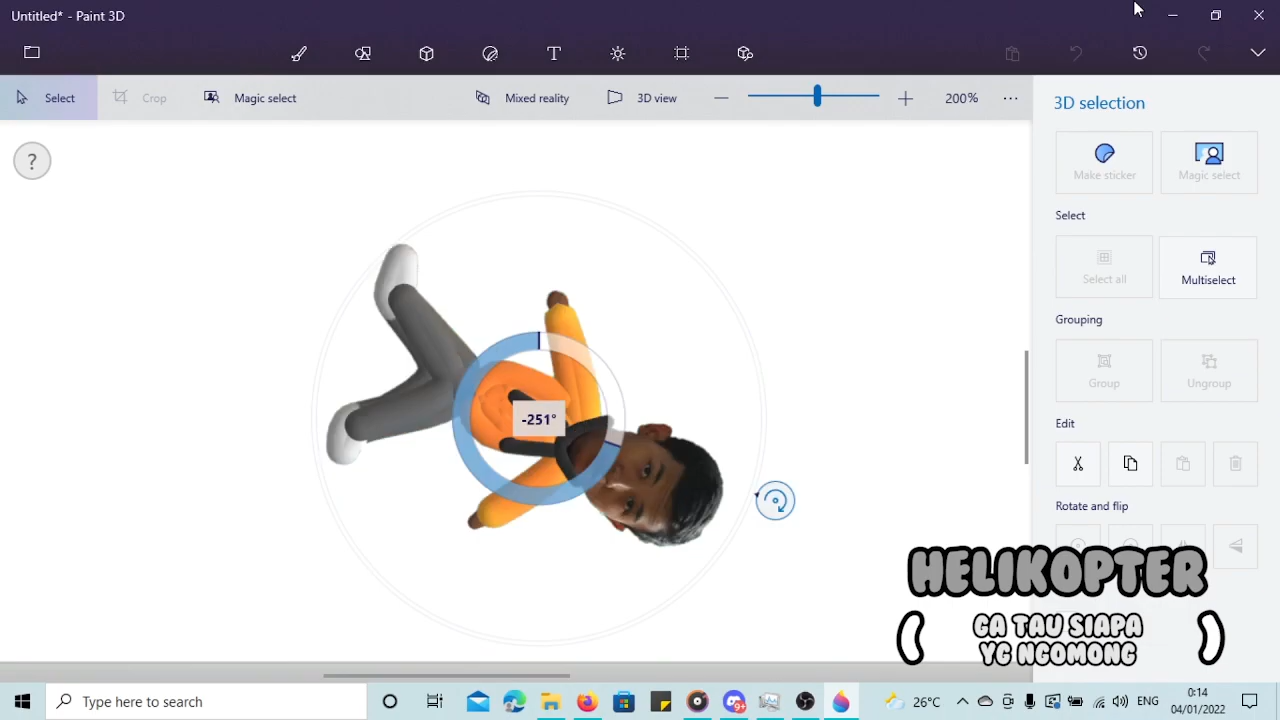 Untitled* - Paint 3D
Select
Crop
Magic select
Mixed reality
3D view
200%
3D selection
?
Make sticker
Magic select
Select
Select all
Multiselect
Grouping
Group
Ungroup
Edit
Rotate and flip
-251°
HELIKOPTER
( GA TAU SIAPA
YG NGOMONG )
Type here to search
9+
26°C
ENG
0:14
04/01/2022